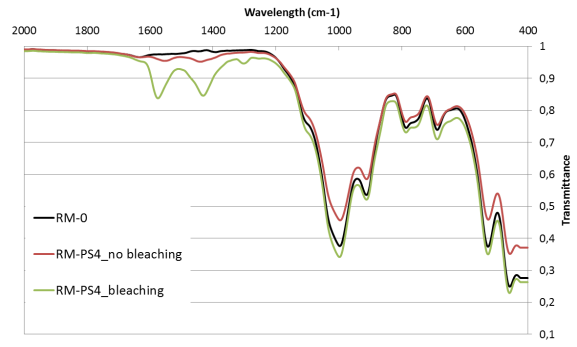 Wavelength (cm-1)
2000 1800 1600 1400 1200 1000 800 600 400
1
0,9
0,8
0,7
0,6
0,5
0,4
0,3
0,2
0,1
Transmittance
RM-0
RM-PS4_no bleaching
RM-PS4_bleaching